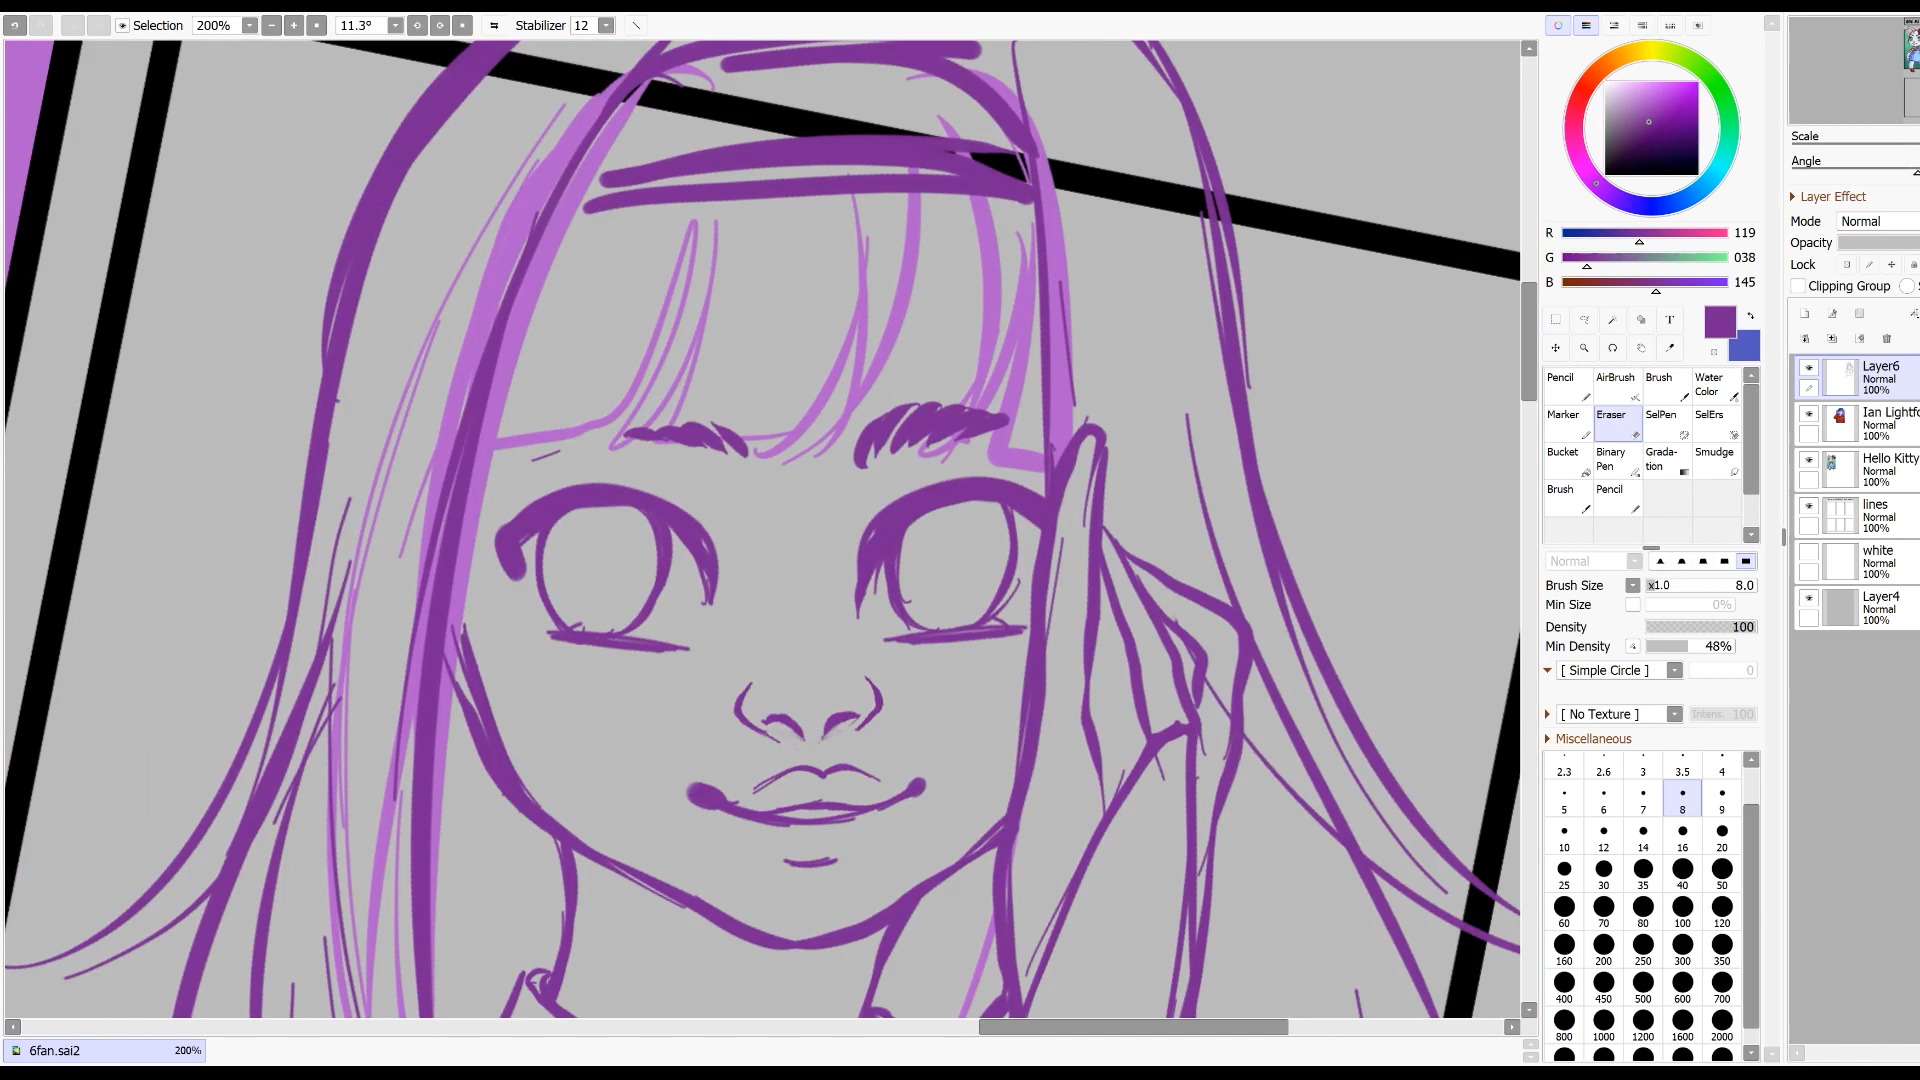 Selection 200% 11.3° Stabilizer 12
Scale
Angle
Layer Effect
Mode Normal
Opacity
Lock
Clipping Group
R 119
G 038
B 145
T
Pencil AirBrush Brush Water Color
Marker Eraser SelPen SelErs
Bucket Binary Pen Grada-tion Smudge
Brush Pencil
Normal
Brush Size x1.0 8.0
Min Size 0%
Density 100
Min Density 48%
[ Simple Circle ] 0
[ No Texture ] Intens. 100
Miscellaneous
2.3 2.6 3 3.5 4
5 6 7 8 9
10 12 14 16 20
25 30 35 40 50
60 70 80 100 120
160 200 250 300 350
400 450 500 600 700
800 1000 1200 1600 2000
Layer6
Normal
100%
Ian Lightfo
Normal
100%
Hello Kitty
Normal
100%
lines
Normal
100%
white
Normal
100%
Layer4
Normal
100%
6fan.sai2 200%